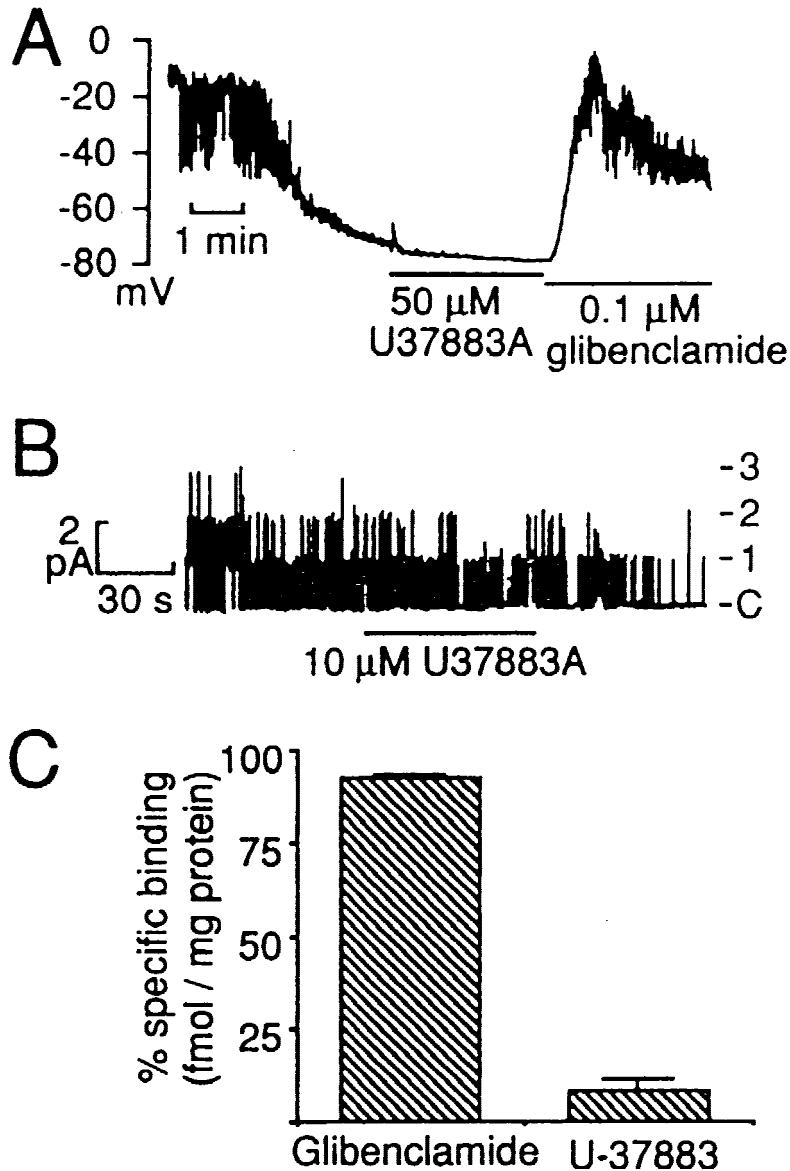 A
0
-20
-40
-60
-80
mV
1 min
50 μM
U37883A
0.1 μM
glibenclamide
B
2
pA
30 s
-3
-2
-1
-C
10 μM U37883A
C
% specific binding
(fmol / mg protein)
100
75
50
25
Glibenclamide
U-37883